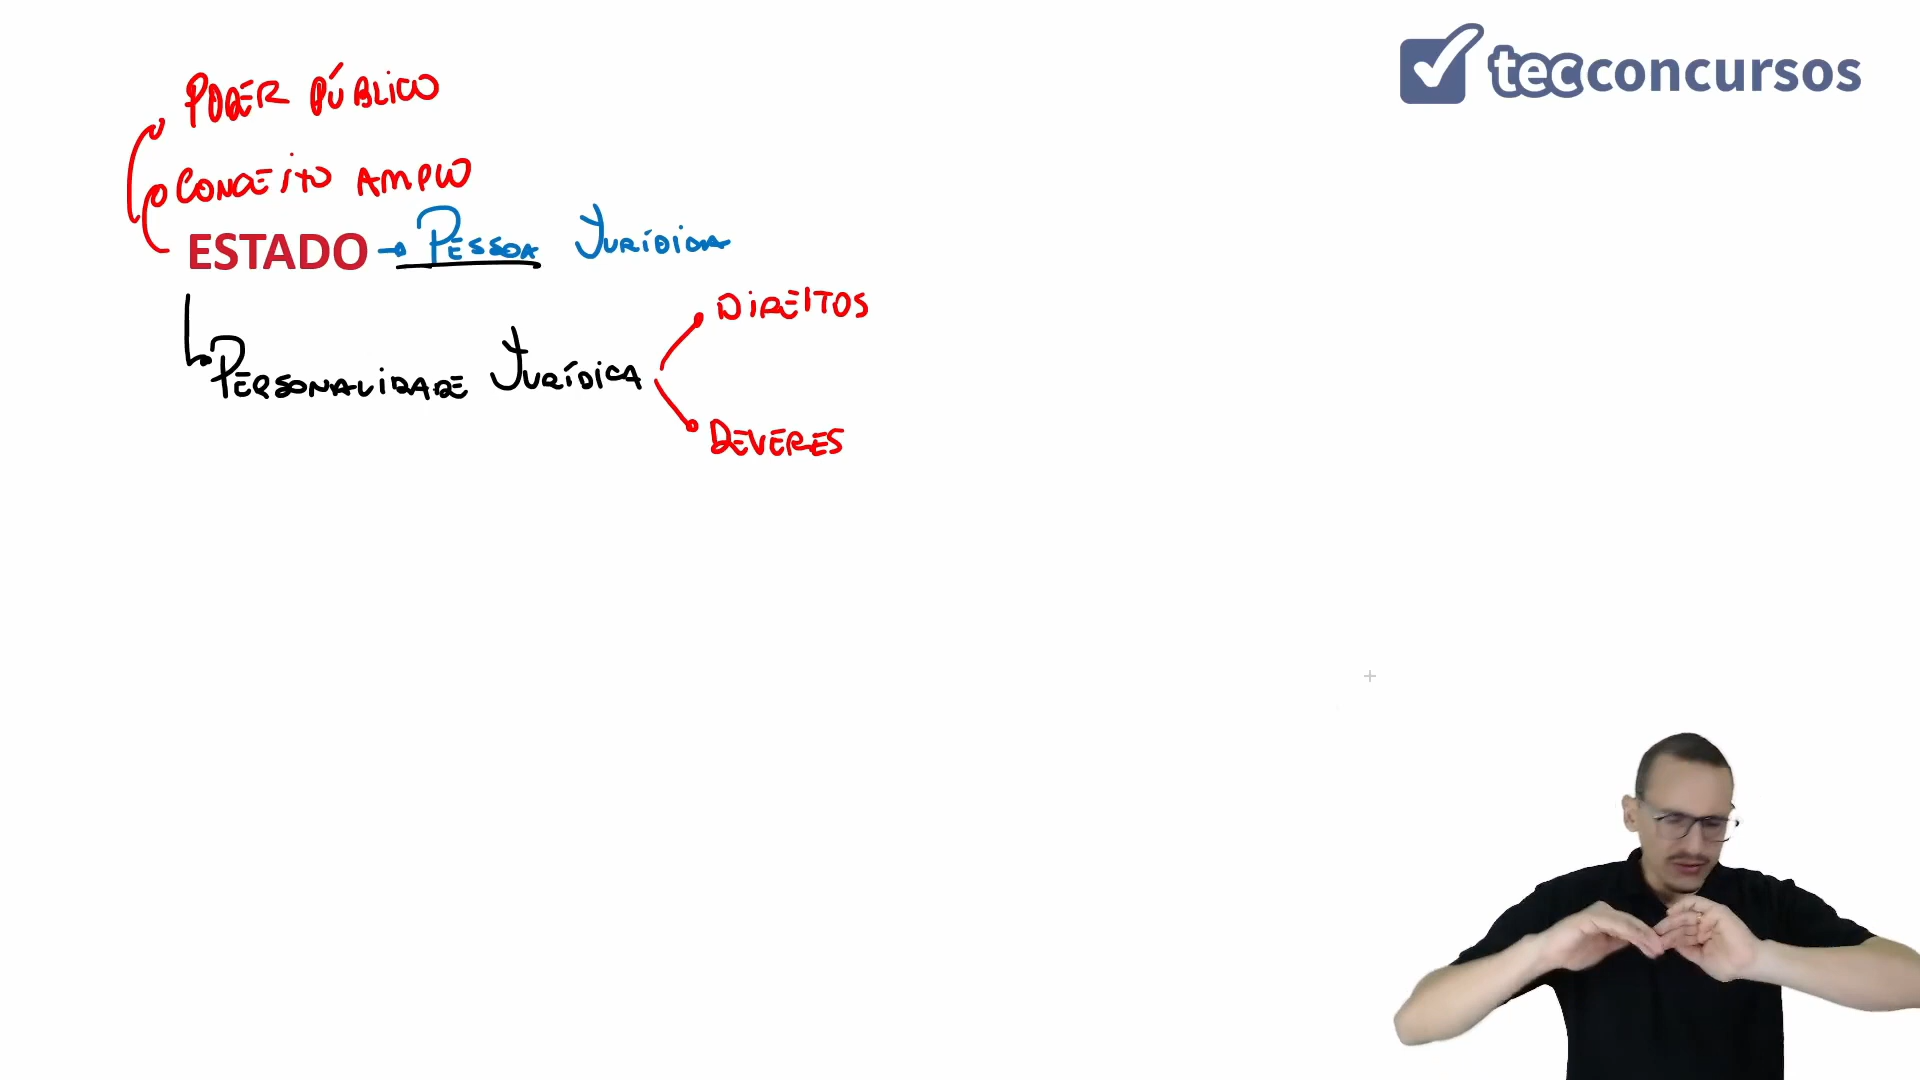 tecconcursos
PODER PÚBLICO
CONCEITO AMPLO
ESTADO → PESSOA JURÍDICA
DIREITOS
PERSONALIDADE JURÍDICA
DEVERES